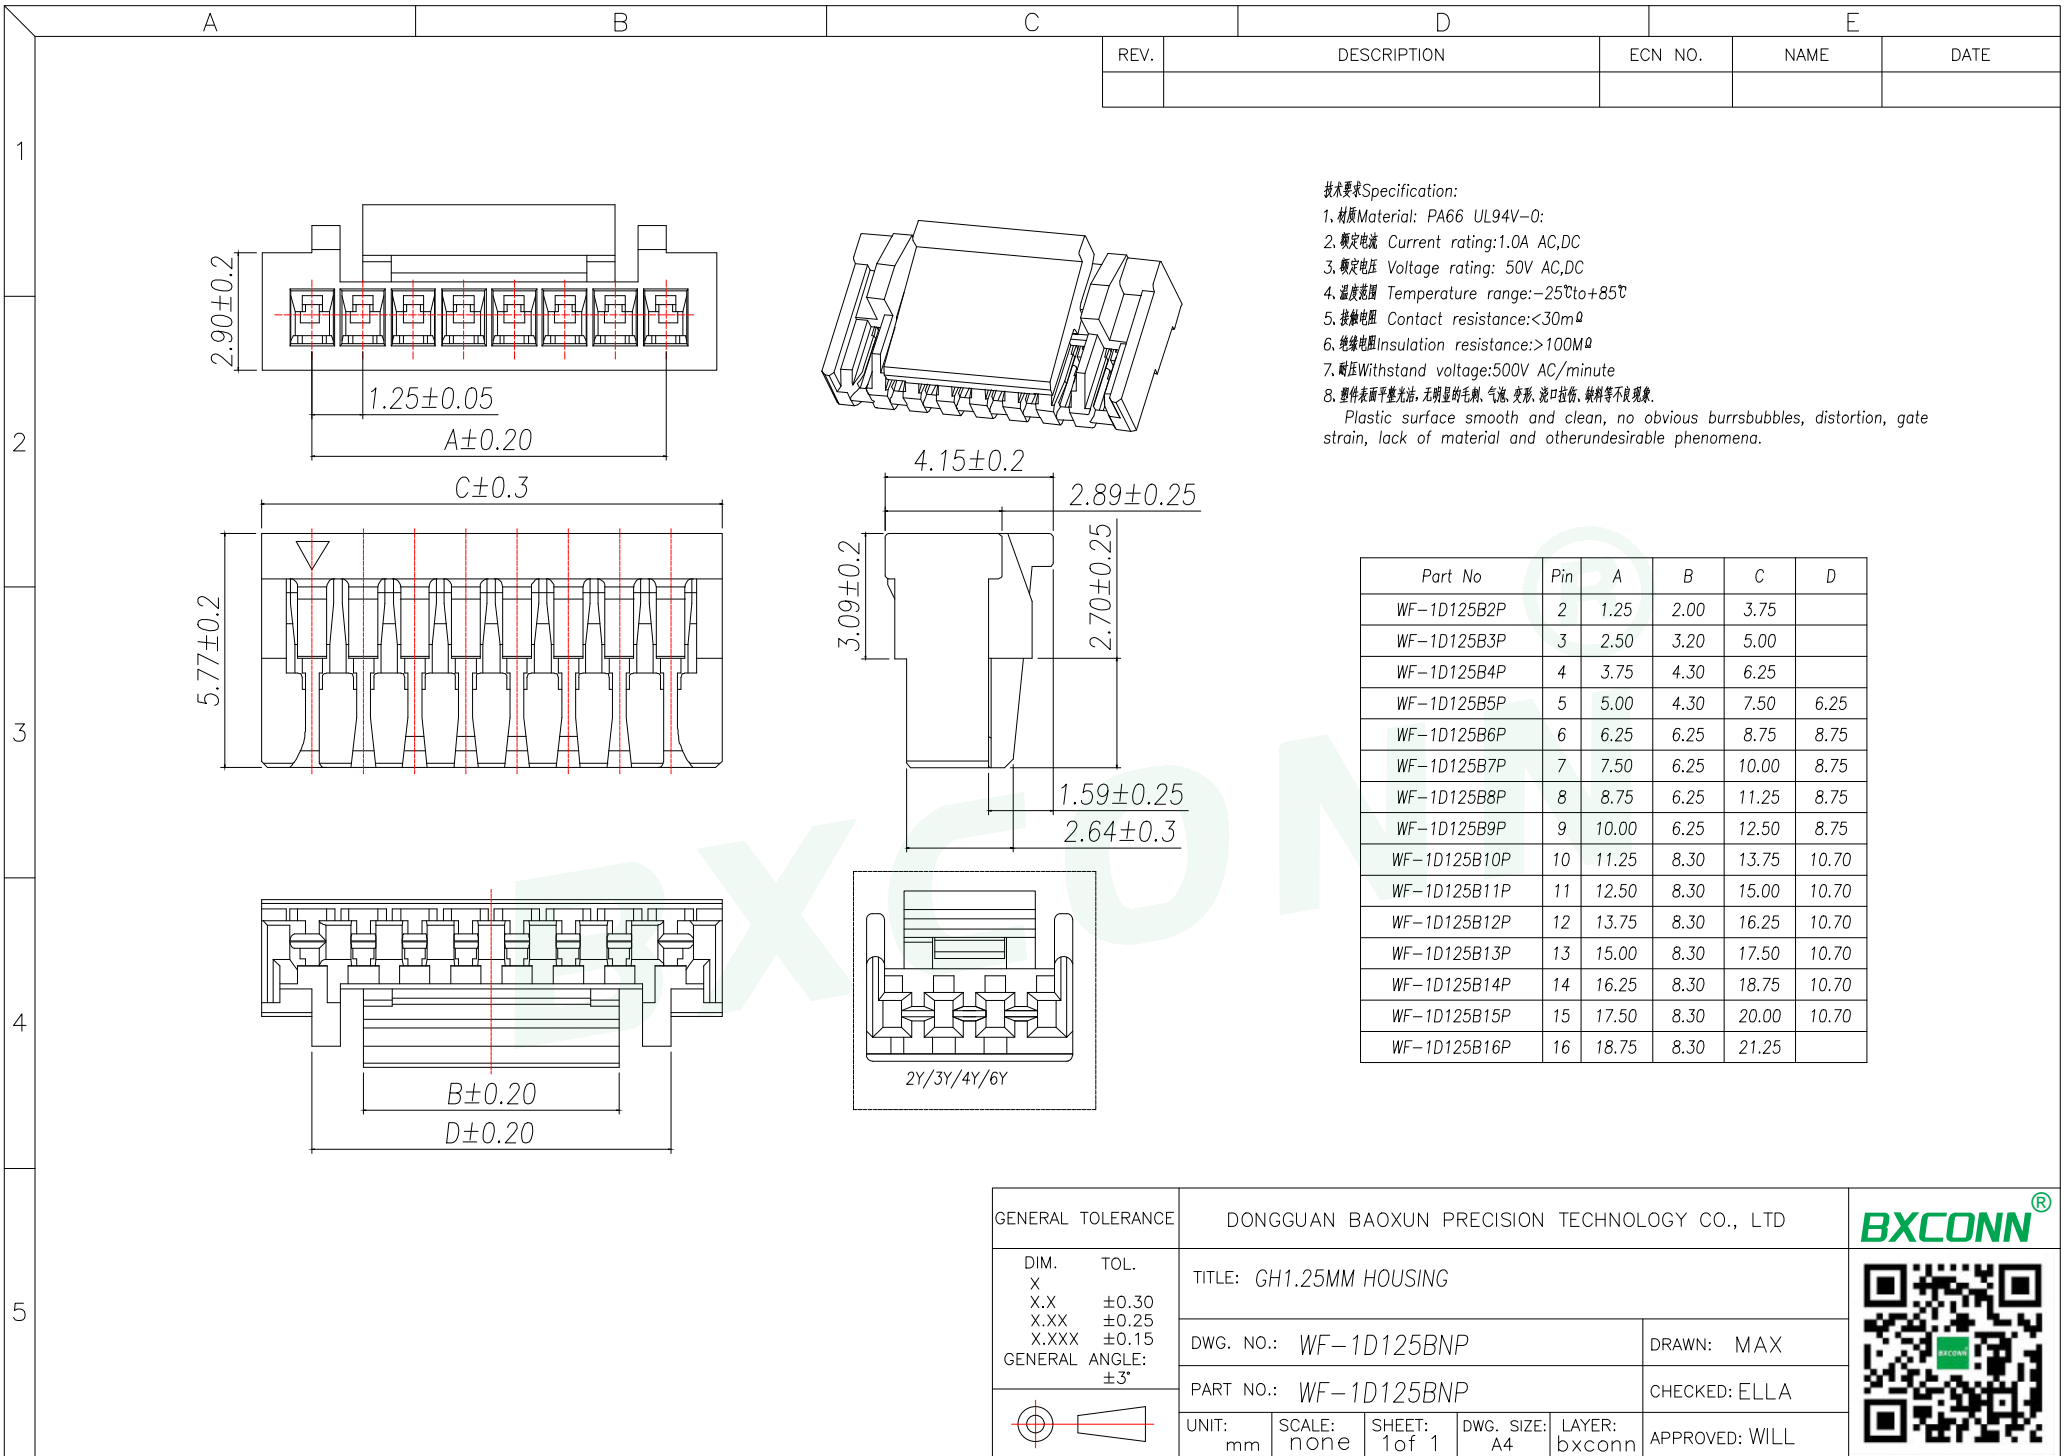 A B C D E
REV. DESCRIPTION ECN NO. NAME DATE
1
2
3
4
5
技术要求Specification:
1、材质Material: PA66 UL94V-0:
2、额定电流 Current rating:1.0A AC,DC
3、额定电压 Voltage rating: 50V AC,DC
4、温度范围 Temperature range:-25℃to+85℃
5、接触电阻 Contact resistance:<30mΩ
6、绝缘电阻Insulation resistance:>100MΩ
7、耐压Withstand voltage:500V AC/minute
8、塑件表面平整光洁,无明显的毛刺、气泡、变形、浇口拉伤、缺料等不良现象.
Plastic surface smooth and clean, no obvious burrsbubbles, distortion, gate
strain, lack of material and otherundesirable phenomena.
2.90±0.2
1.25±0.05
A±0.20
C±0.3
5.77±0.2
4.15±0.2
2.89±0.25
3.09±0.2
2.70±0.25
1.59±0.25
2.64±0.3
B±0.20
D±0.20
2Y/3Y/4Y/6Y
Part No Pin A B C D
WF-1D125B2P 2 1.25 2.00 3.75
WF-1D125B3P 3 2.50 3.20 5.00
WF-1D125B4P 4 3.75 4.30 6.25
WF-1D125B5P 5 5.00 4.30 7.50 6.25
WF-1D125B6P 6 6.25 6.25 8.75 8.75
WF-1D125B7P 7 7.50 6.25 10.00 8.75
WF-1D125B8P 8 8.75 6.25 11.25 8.75
WF-1D125B9P 9 10.00 6.25 12.50 8.75
WF-1D125B10P 10 11.25 8.30 13.75 10.70
WF-1D125B11P 11 12.50 8.30 15.00 10.70
WF-1D125B12P 12 13.75 8.30 16.25 10.70
WF-1D125B13P 13 15.00 8.30 17.50 10.70
WF-1D125B14P 14 16.25 8.30 18.75 10.70
WF-1D125B15P 15 17.50 8.30 20.00 10.70
WF-1D125B16P 16 18.75 8.30 21.25
BXCONN®
GENERAL TOLERANCE
DIM. TOL.
X
X.X ±0.30
X.XX ±0.25
X.XXX ±0.15
GENERAL ANGLE:
±3°
DONGGUAN BAOXUN PRECISION TECHNOLOGY CO., LTD
TITLE: GH1.25MM HOUSING
DWG. NO.: WF-1D125BNP
DRAWN: MAX
PART NO.: WF-1D125BNP
CHECKED: ELLA
UNIT: mm
SCALE: none
SHEET: 1of 1
DWG. SIZE: A4
LAYER: bxconn
APPROVED: WILL
BXCONN®
BXCONN